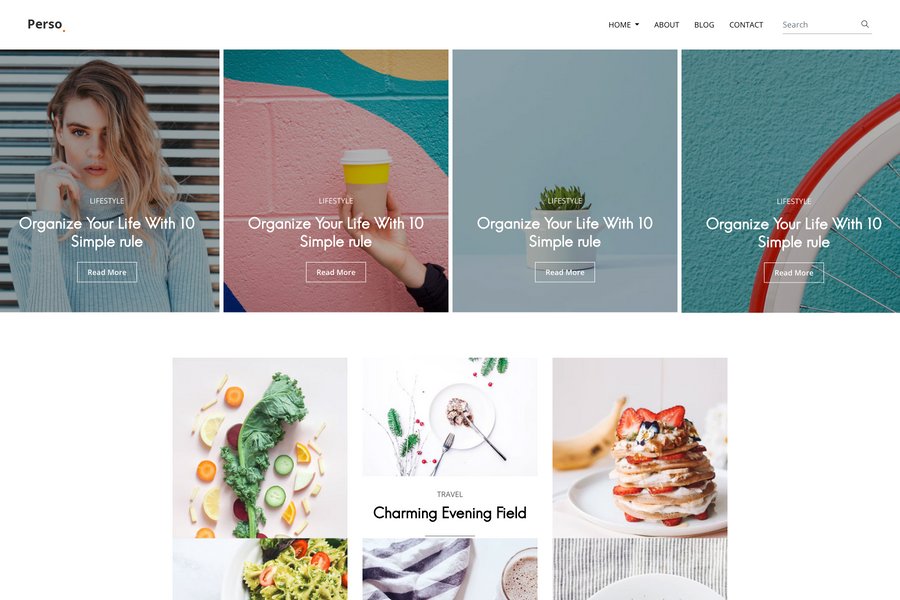 Perso.
HOME
ABOUT
BLOG
CONTACT
Search
LIFESTYLE
Organize Your Life With 10
Simple rule
Read More
LIFESTYLE
Organize Your Life With 10
Simple rule
Read More
LIFESTYLE
Organize Your Life With 10
Simple rule
Read More
LIFESTYLE
Organize Your Life With 10
Simple rule
Read More
TRAVEL
Charming Evening Field